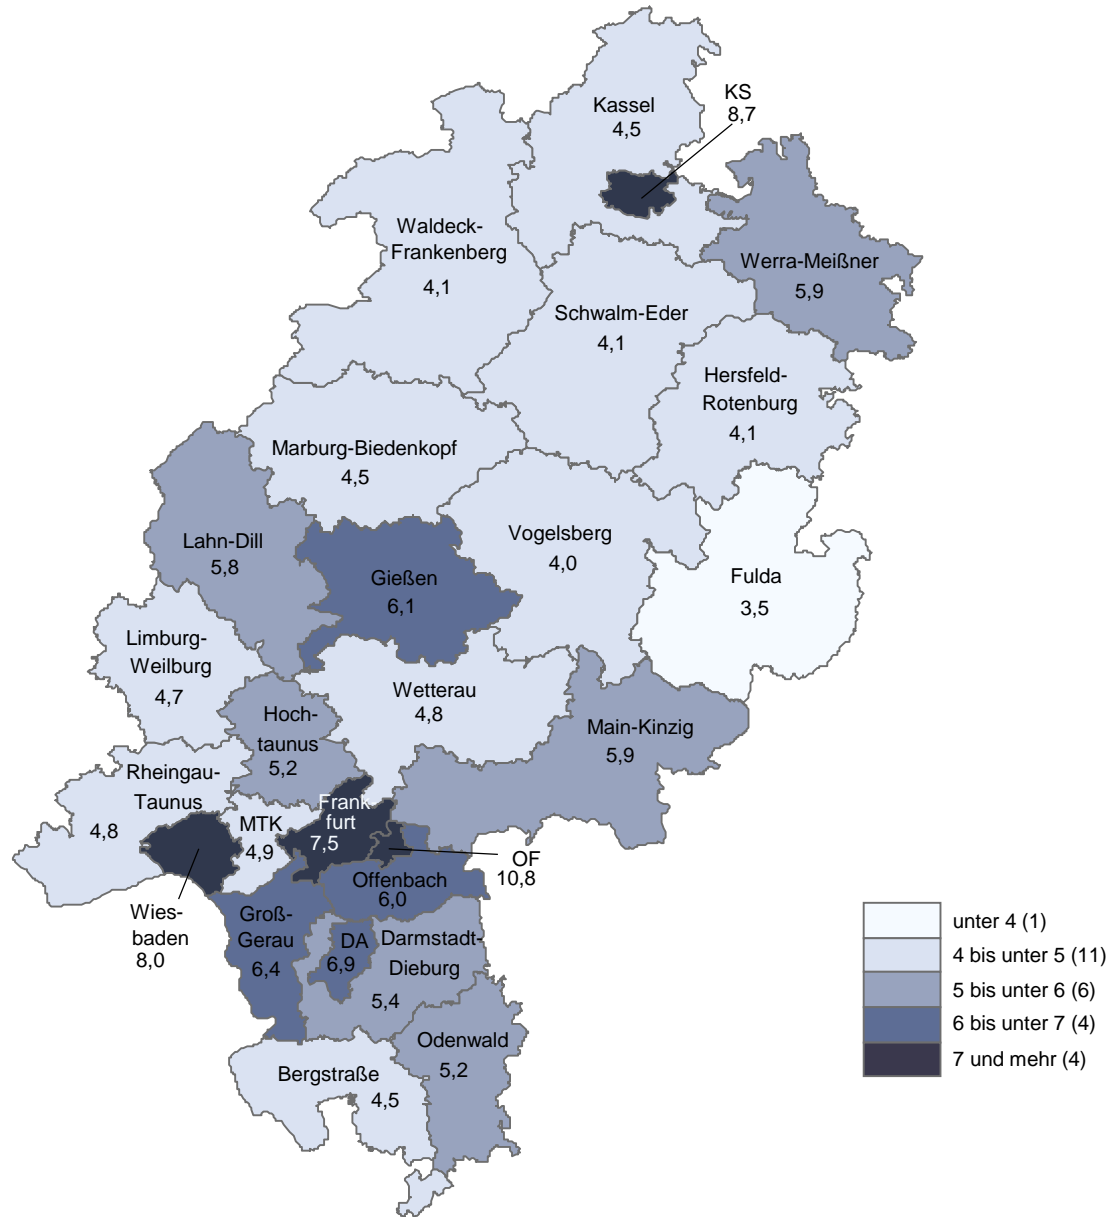 KS
8,7
Kassel
4,5
Waldeck-
Frankenberg
4,1
Werra-Meißner
5,9
Schwalm-Eder
4,1
Hersfeld-
Rotenburg
4,1
Marburg-Biedenkopf
4,5
Lahn-Dill
5,8
Vogelsberg
4,0
Gießen
6,1
Fulda
3,5
Limburg-
Weilburg
4,7
Wetterau
4,8
Hoch-
taunus
5,2
Main-Kinzig
5,9
Rheingau-
Taunus
4,8
MTK
4,9
Frank
furt
7,5
OF
10,8
Offenbach
6,0
Wies-
baden
8,0
Groß-
Gerau
6,4
DA
6,9
Darmstadt-
Dieburg
5,4
Odenwald
5,2
Bergstraße
4,5
unter 4 (1)
4 bis unter 5 (11)
5 bis unter 6 (6)
6 bis unter 7 (4)
7 und mehr (4)